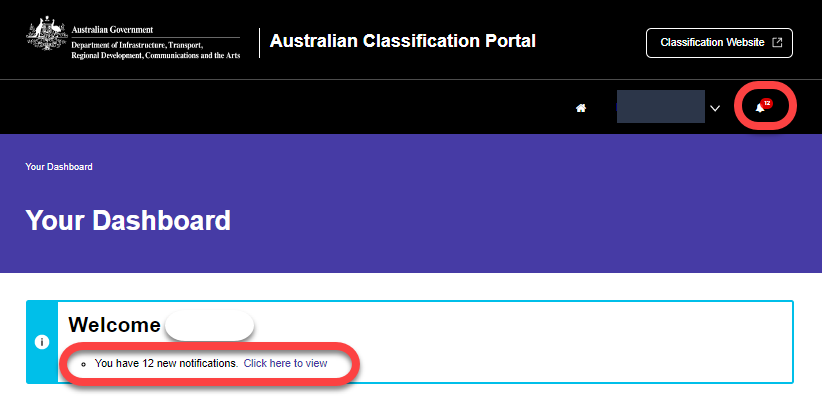 Australian Government
Department of Infrastructure, Transport,
Regional Development, Communications and the Arts
Australian Classification Portal
Classification Website
12
Your Dashboard
Your Dashboard
Welcome
You have 12 new notifications. Click here to view